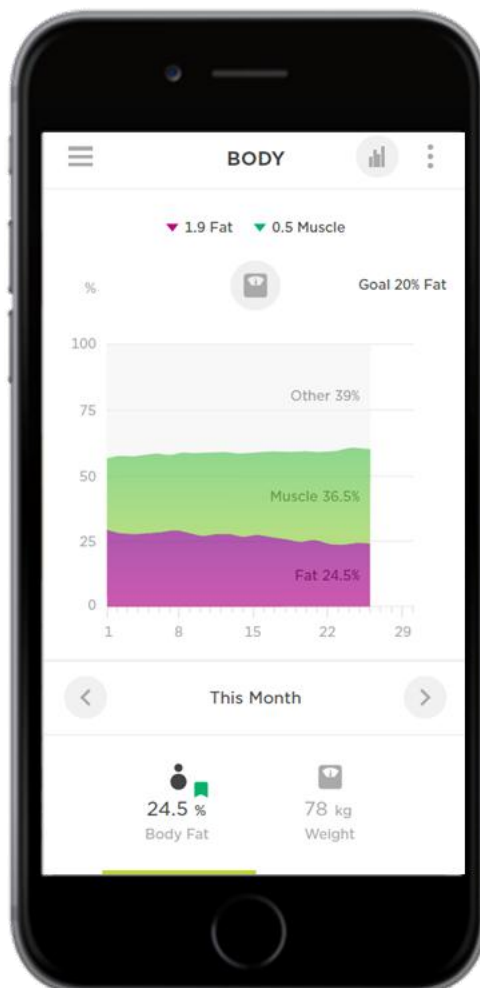 BODY
▼ 1.9 Fat ▼ 0.5 Muscle
% Goal 20% Fat
100
Other 39%
75
50
Muscle 36.5%
25
Fat 24.5%
0
1 8 15 22 29
This Month
24.5 % 78 kg
Body Fat Weight